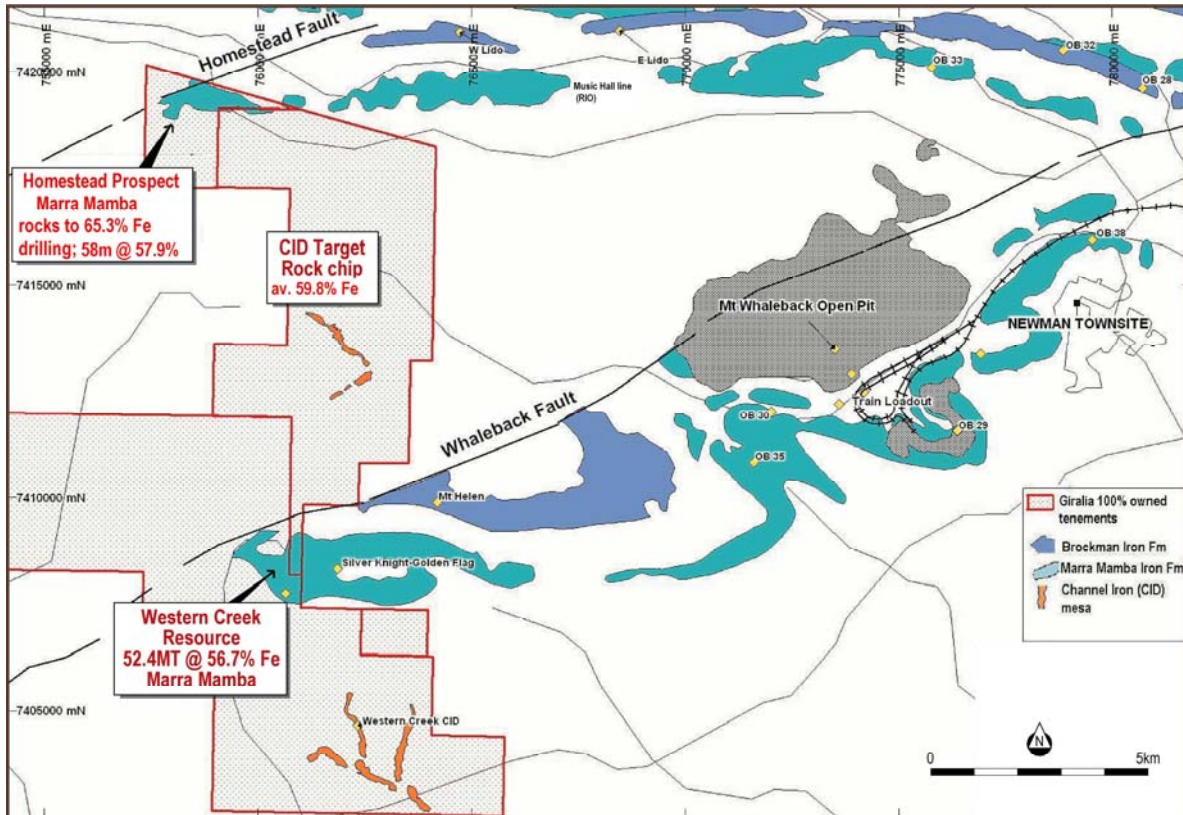 755000 mE
760000 mE
765000 mE
770000 mE
775000 mE
780000 mE
7420000 mN
7415000 mN
7410000 mN
7405000 mN
Homestead Fault
W Lido
E Lido
Music Hall line
(RIO)
OB 33
OB 32
OB 28
Homestead Prospect
Marra Mamba
rocks to 65.3% Fe
drilling; 58m @ 57.9%
CID Target
Rock chip
av. 59.8% Fe
Mt Whaleback Open Pit
OB 38
NEWMAN TOWNSITE
Whaleback Fault
Train Loadout
OB 30
OB 29
OB 35
Mt Helen
Silver Knight-Golden Flag
Western Creek
Resource
52.4MT @ 56.7% Fe
Marra Mamba
Western Creek CID
Giralia 100% owned
tenements
Brockman Iron Fm
Marra Mamba Iron Fm
Channel Iron (CID)
mesa
N
0
5km